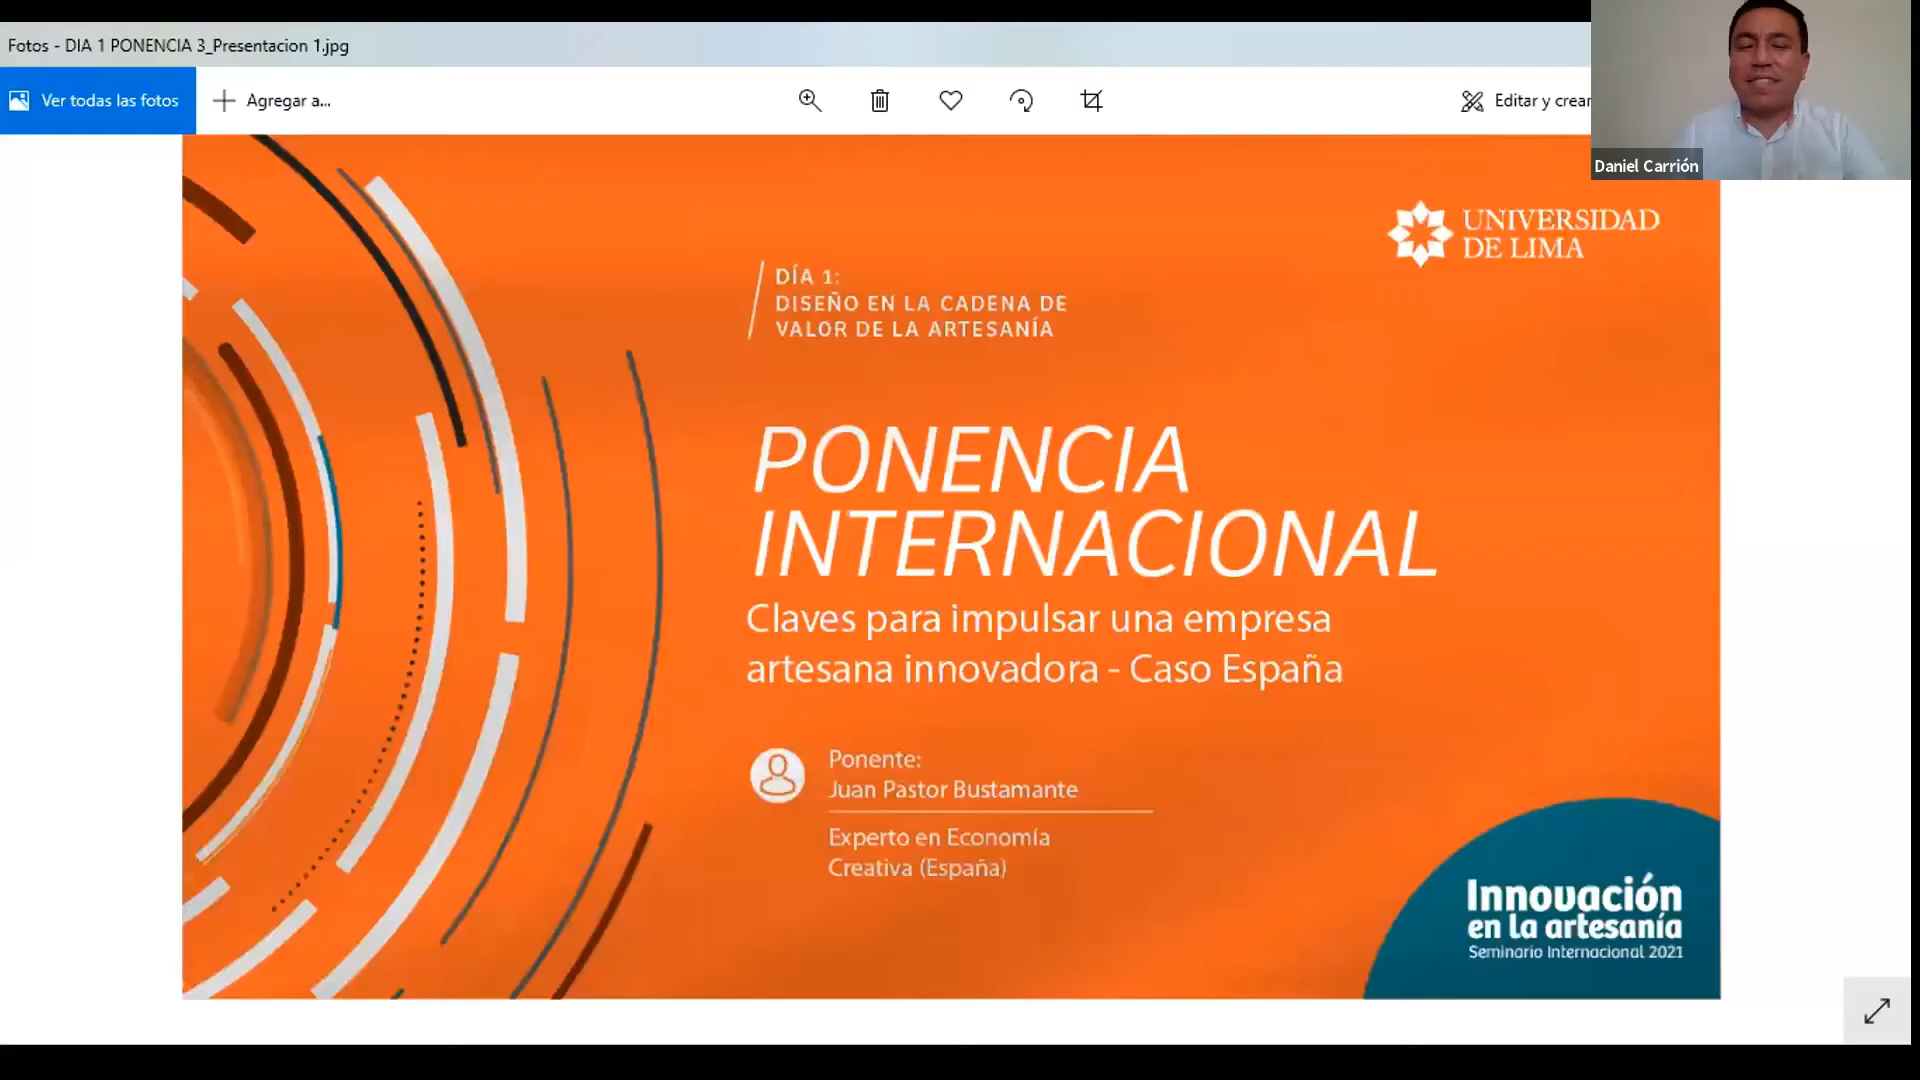 Fotos - DIA 1 PONENCIA 3_Presentacion 1.jpg
Ver todas las fotos
Agregar a...
Editar y crear
Daniel Carrión
UNIVERSIDAD
DE LIMA
DÍA 1:
DISEÑO EN LA CADENA DE
VALOR DE LA ARTESANÍA
PONENCIA
INTERNACIONAL
Claves para impulsar una empresa
artesana innovadora - Caso España
Ponente:
Juan Pastor Bustamante
Experto en Economía
Creativa (España)
Innovación
en la artesanía
Seminario Internacional 2021